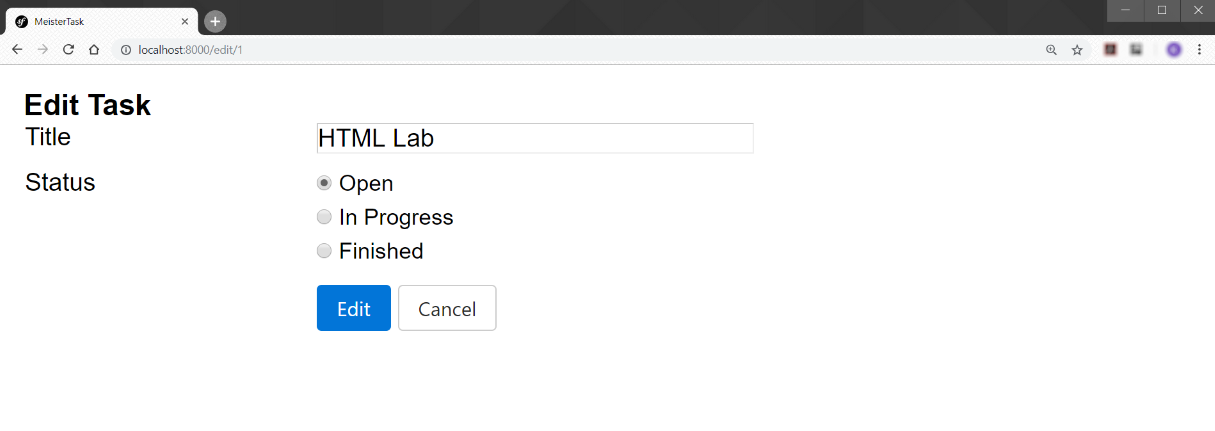 MeisterTask
localhost:8000/edit/1
Edit Task
Title
HTML Lab
Status
Open
In Progress
Finished
Edit
Cancel